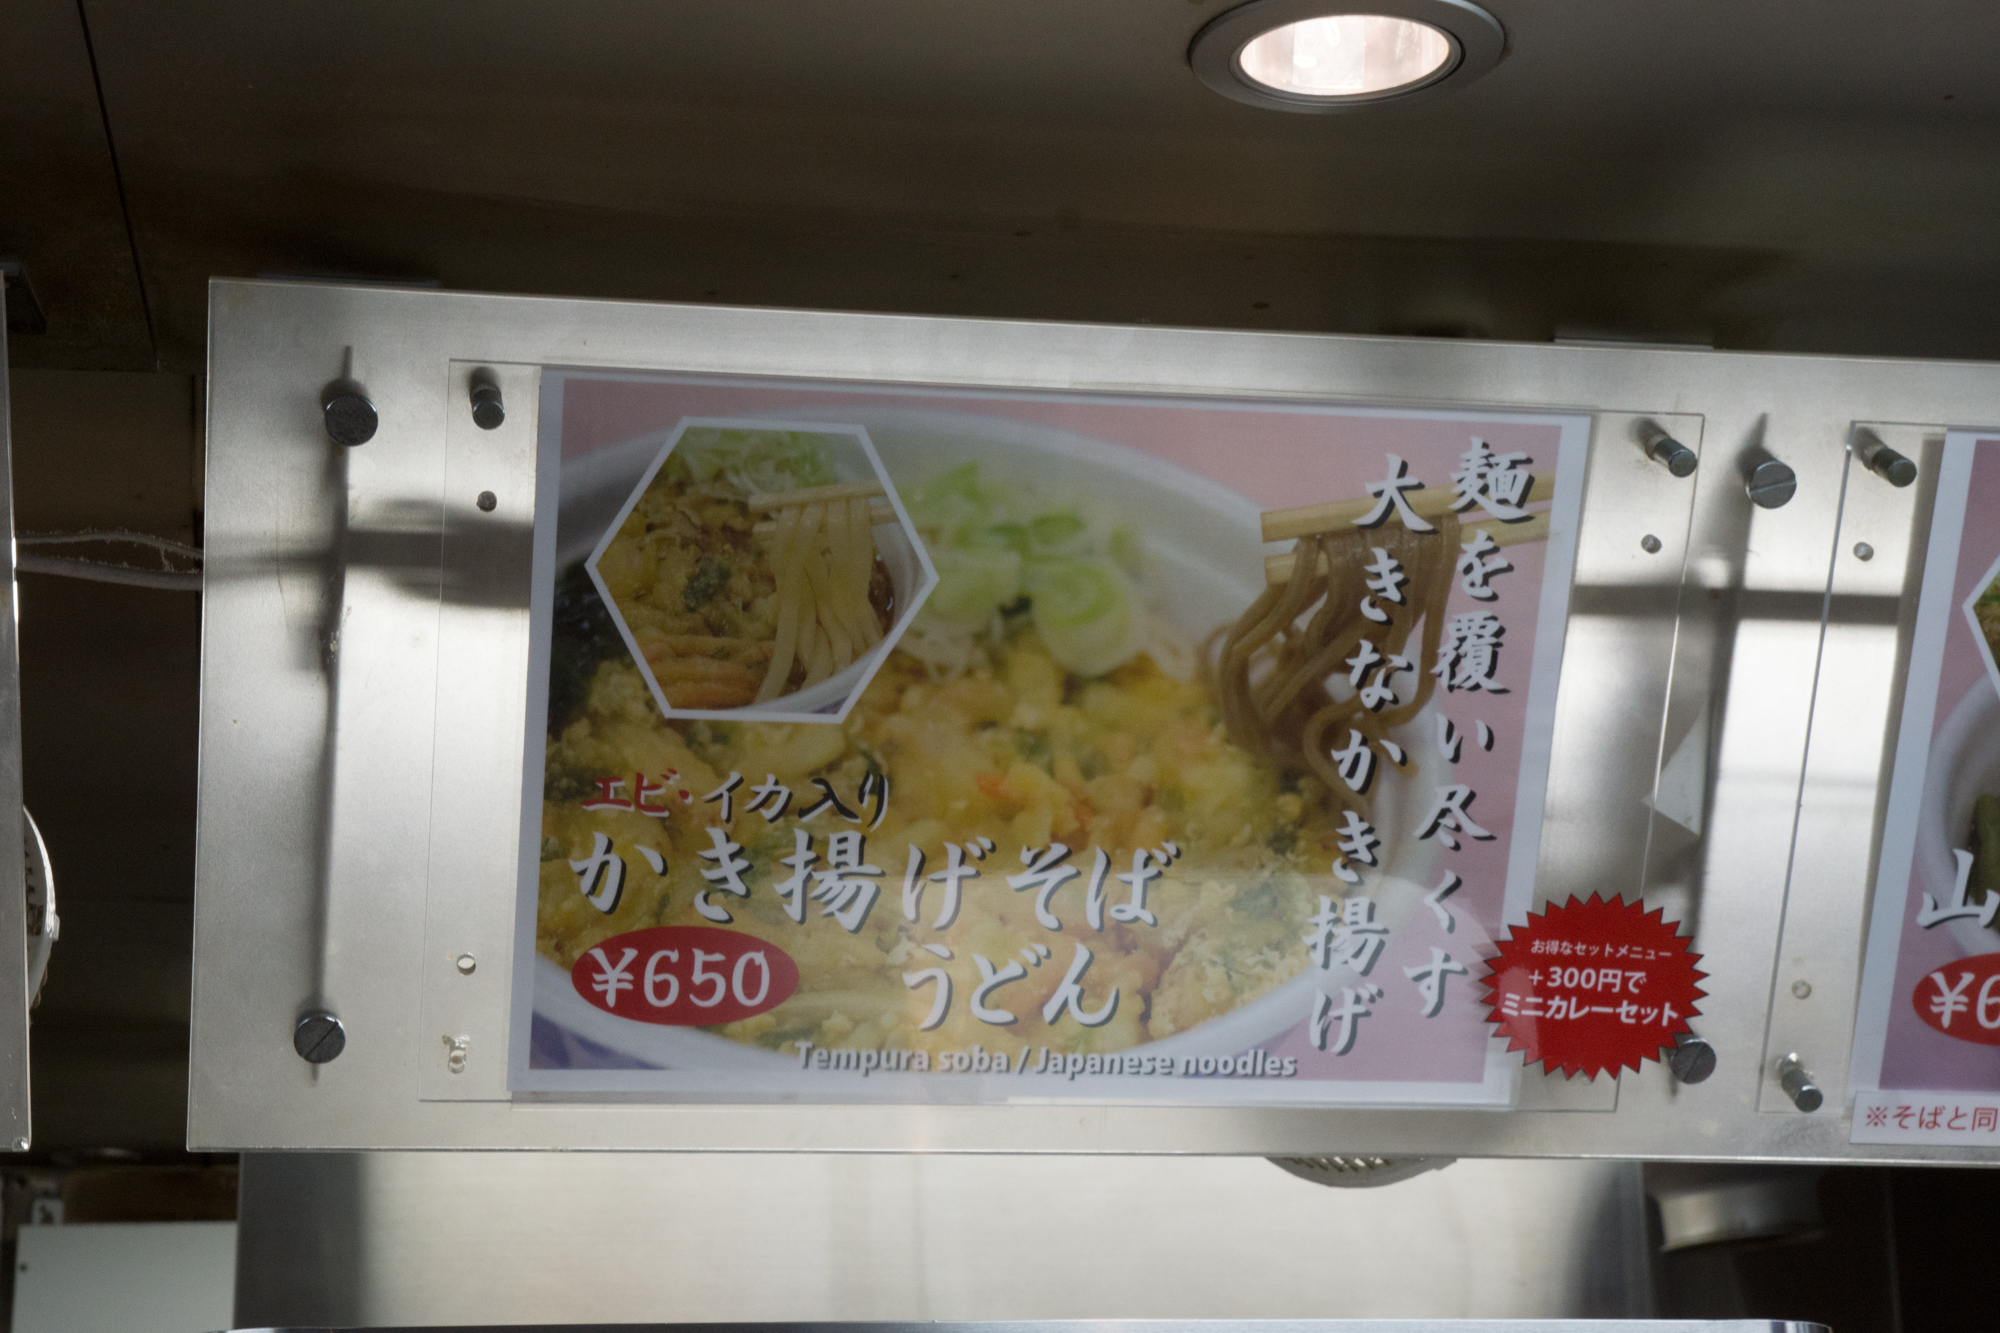 麺を覆い尽くす
大きなかき揚げ
エビ・イカ入り
かき揚げそば
うどん
¥650
Tempura soba / Japanese noodles
お得なセットメニュー
+300円で
ミニカレーセット
山
¥6
※そばと同